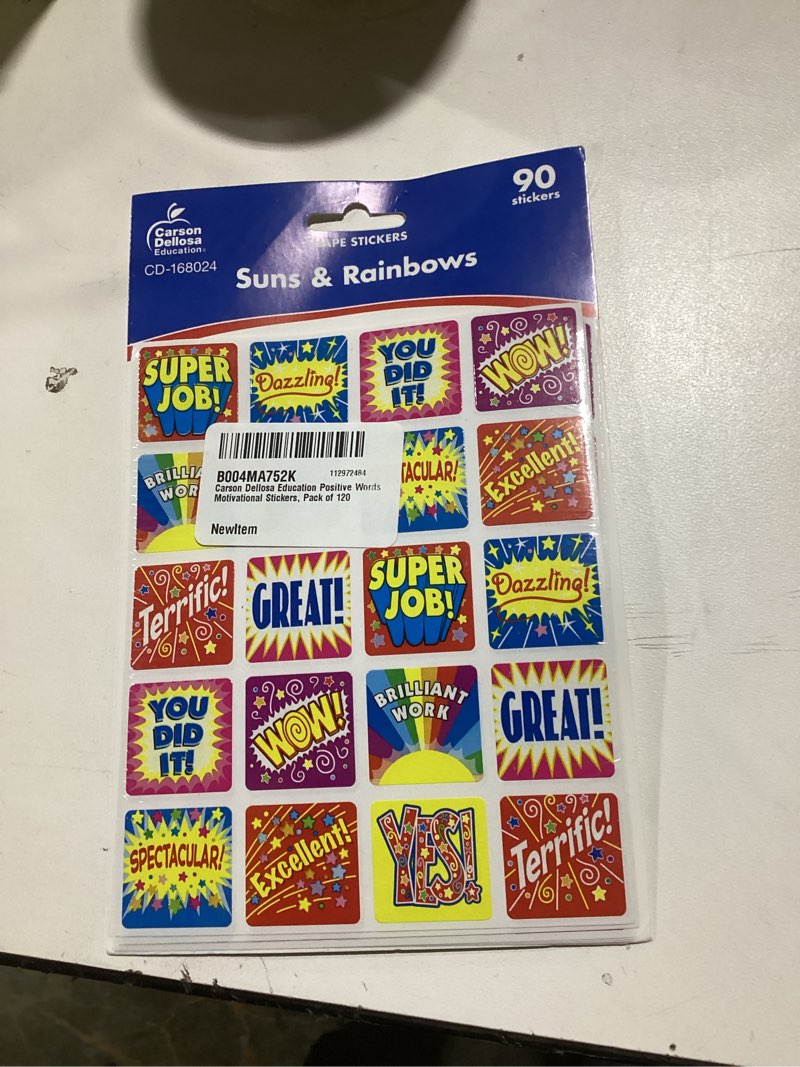 90
stickers
Carson
Dellosa
Education
CD-168024
APE STICKERS
Suns & Rainbows
SUPER
JOB!
Dazzling!
YOU
DID
IT!
WOW!
BRILLIA
WOR
B004MA752K
112972484
Carson Dellosa Education Positive Words
Motivational Stickers, Pack of 120
NewItem
TACULAR!
Excellent!
Terrific!
GREAT!
SUPER
JOB!
Dazzling!
YOU
DID
IT!
WOW!
BRILLIANT
WORK
GREAT!
SPECTACULAR!
Excellent!
YES!
Terrific!